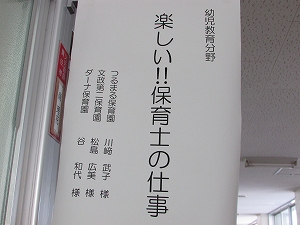 幼児教育分野
楽しい!!保育士の仕事
つるまる保育園 川﨑 武子 様
文政第二保育園 松島 広美 様
ダーナ保育園 谷 和代 様